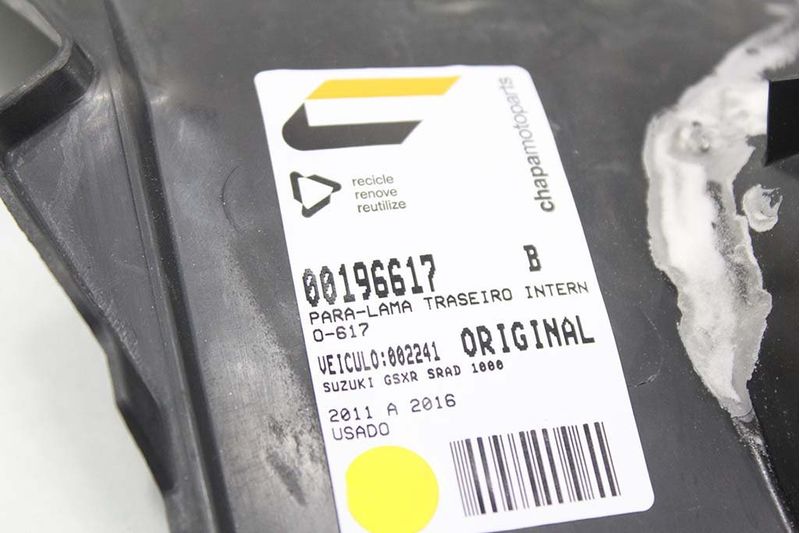 chapamotoparts
recicle
renove
reutilize
00196617 B
PARA-LAMA TRASEIRO INTERN
O-617
VEICULO:002241 ORIGINAL
SUZUKI GSXR SRAD 1000
2011 A 2016
USADO